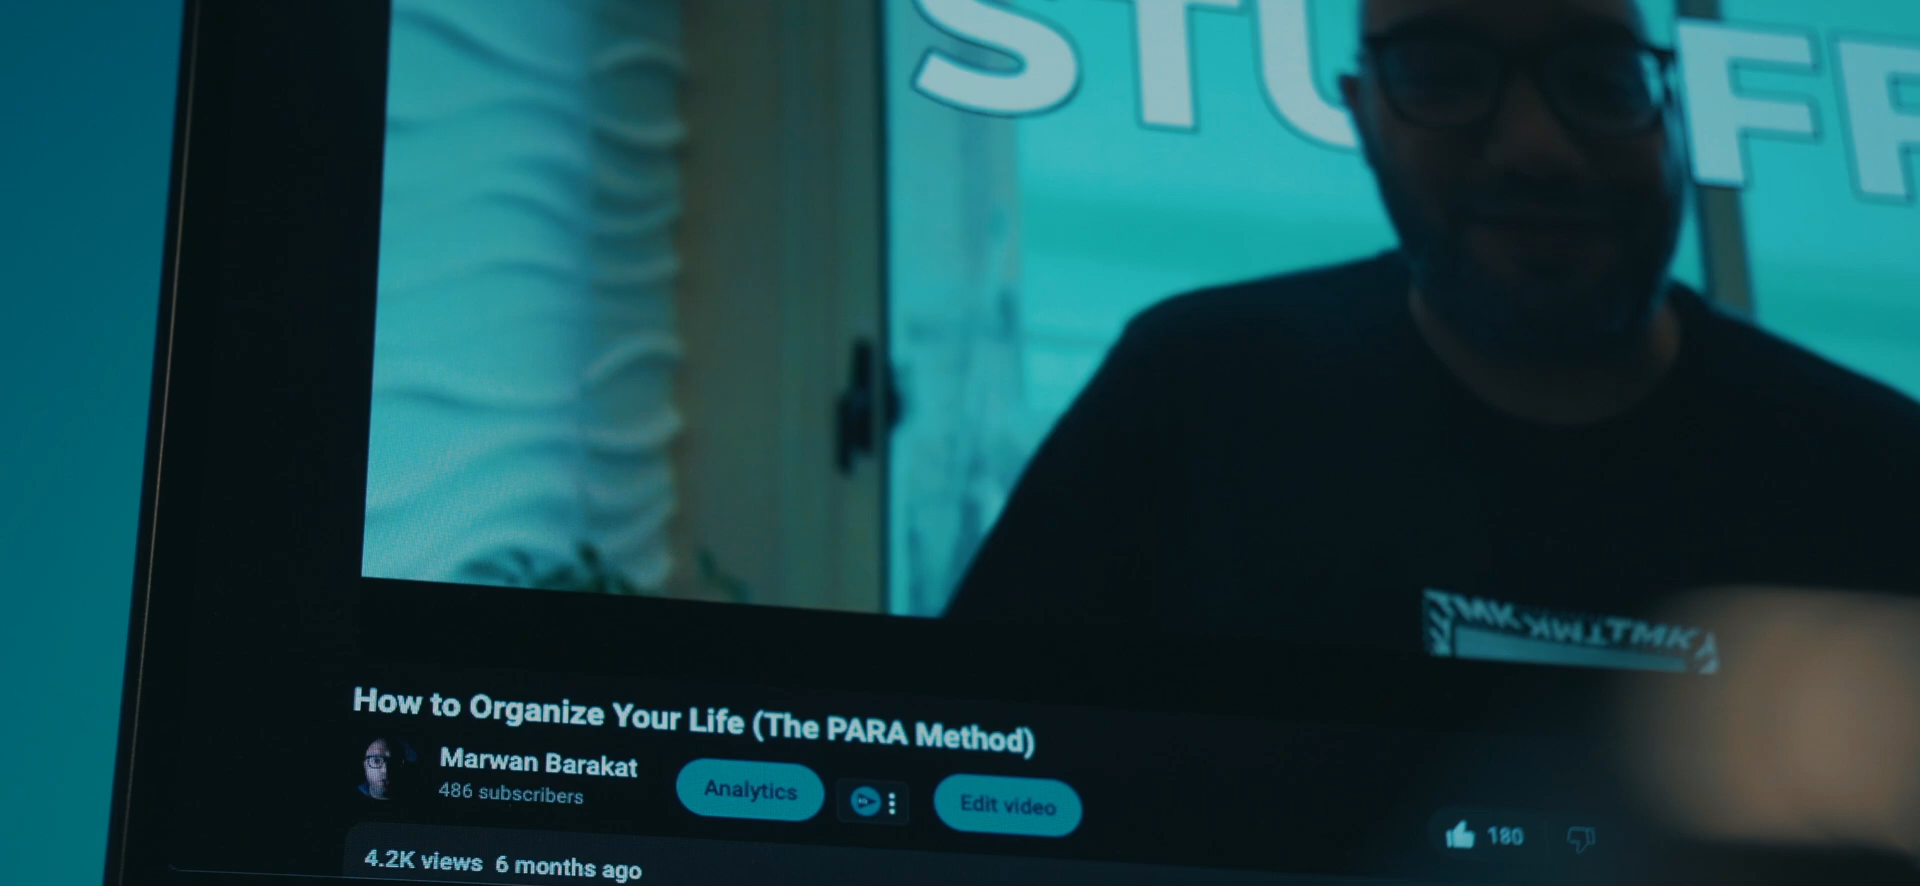 STUFF
How to Organize Your Life (The PARA Method)
Marwan Barakat
486 subscribers
Analytics
Edit video
180
4.2K views 6 months ago